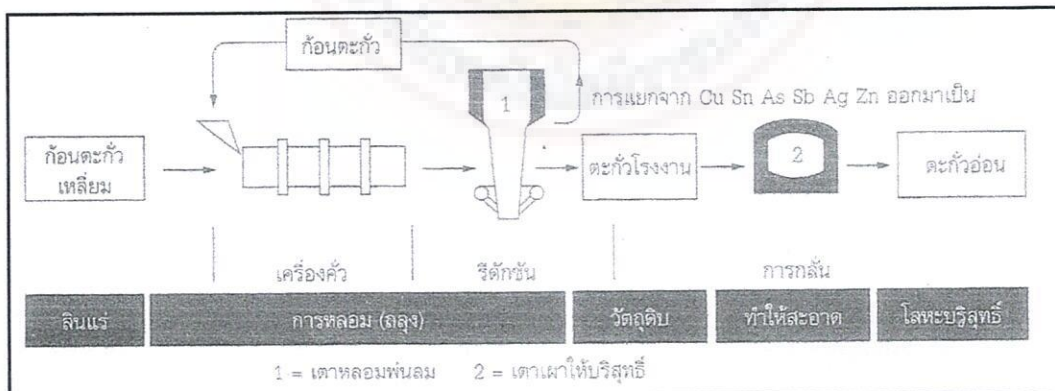 ก้อนตะกั่ว
1
การแยกจาก Cu Sn As Sb Ag Zn ออกมาเป็น
ก้อนตะกั่ว
เหลี่ยม
ตะกั่วโรงงาน
2
ตะกั่วอ่อน
เครื่องคั่ว
รีดักชัน
การกลั่น
สินแร่
การหลอม (ถลุง)
วัตถุดิบ
ทำให้สะอาด
โลหะบริสุทธิ์
1 = เตาหลอมพ่นลม 2 = เตาเผาให้บริสุทธิ์